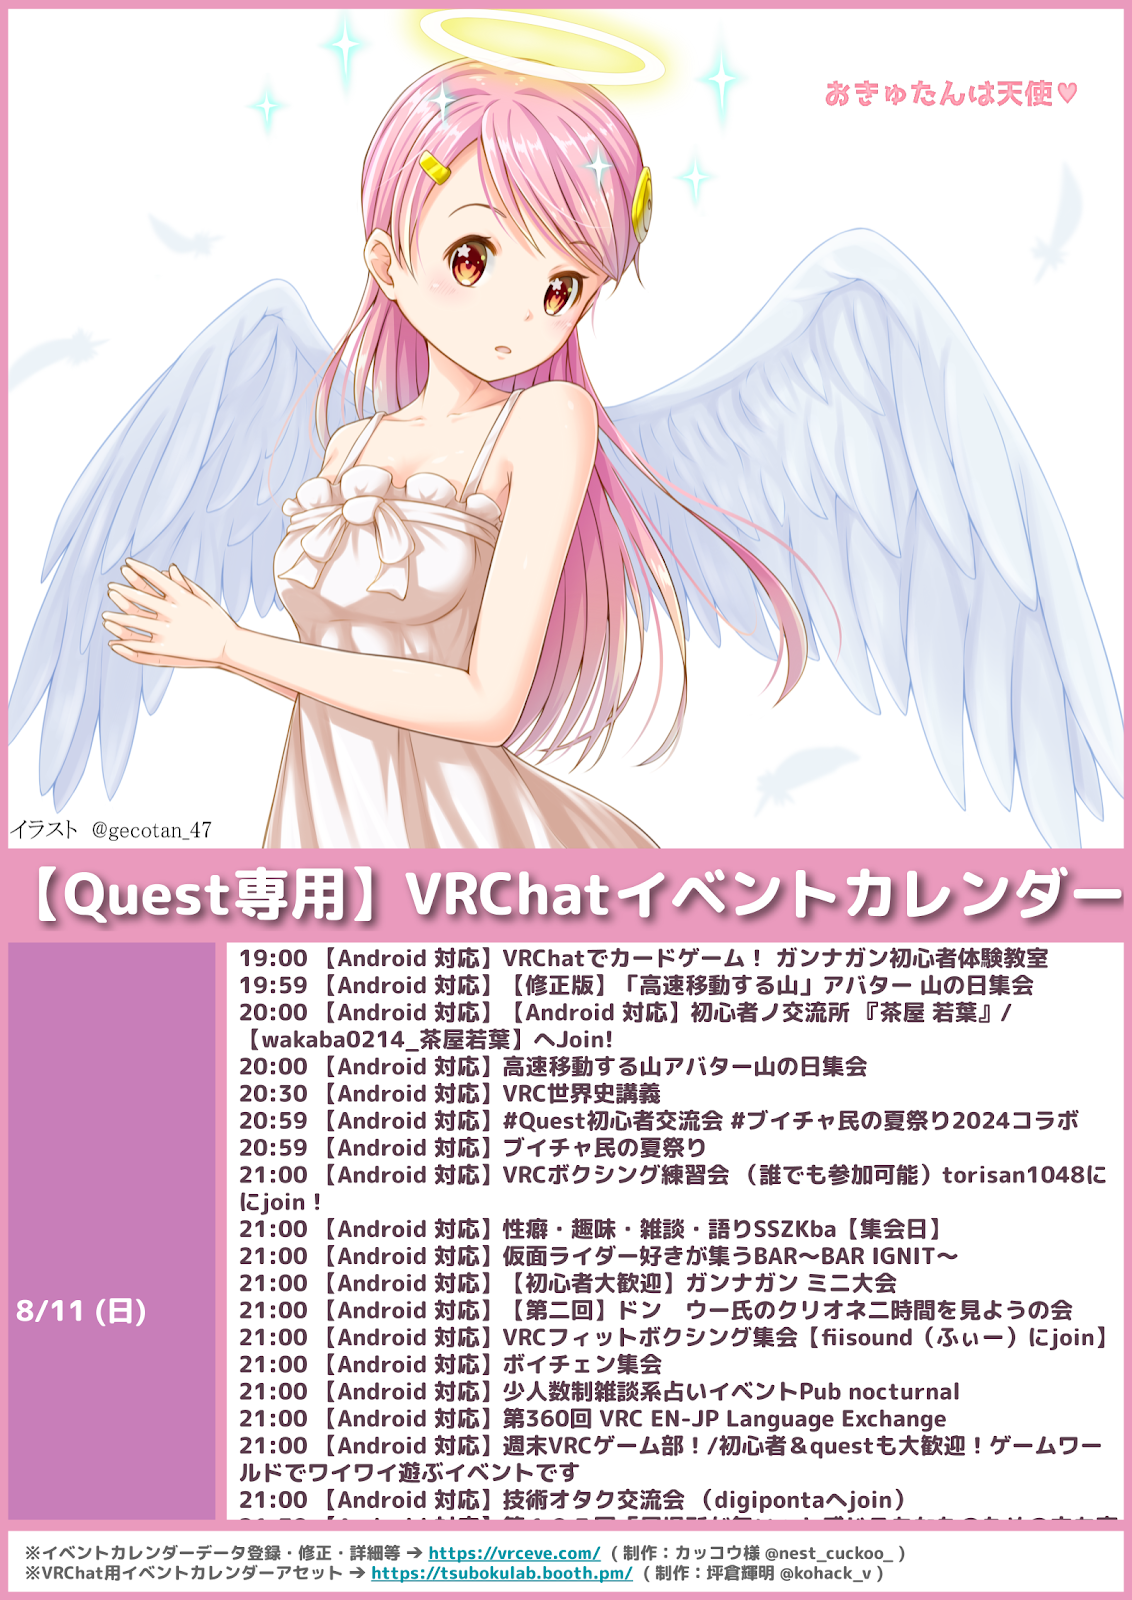 おきゅたんは天使♥
イラスト @gecotan_47
【Quest専用】VRChatイベントカレンダー
8/11 (日)
19:00 【Android 対応】VRChatでカードゲーム！ ガンナガン初心者体験教室
19:59 【Android 対応】【修正版】「高速移動する山」アバター 山の日集会
20:00 【Android 対応】【Android 対応】初心者ノ交流所 『茶屋 若葉』/
【wakaba0214_茶屋若葉】へJoin!
20:00 【Android 対応】高速移動する山アバター山の日集会
20:30 【Android 対応】VRC世界史講義
20:59 【Android 対応】#Quest初心者交流会 #ブイチャ民の夏祭り2024コラボ
20:59 【Android 対応】ブイチャ民の夏祭り
21:00 【Android 対応】VRCボクシング練習会 （誰でも参加可能）torisan1048に
にjoin！
21:00 【Android 対応】性癖・趣味・雑談・語りSSZKba【集会日】
21:00 【Android 対応】仮面ライダー好きが集うBAR～BAR IGNIT～
21:00 【Android 対応】【初心者大歓迎】ガンナガン ミニ大会
21:00 【Android 対応】【第二回】ドン　ウー氏のクリオネ二時間を見ようの会
21:00 【Android 対応】VRCフィットボクシング集会【fiisound（ふぃー）にjoin】
21:00 【Android 対応】ボイチェン集会
21:00 【Android 対応】少人数制雑談系占いイベントPub nocturnal
21:00 【Android 対応】第360回 VRC EN-JP Language Exchange
21:00 【Android 対応】週末VRCゲーム部！/初心者＆questも大歓迎！ゲームワー
ルドでワイワイ遊ぶイベントです
21:00 【Android 対応】技術オタク交流会 （digipontaへjoin）
※イベントカレンダーデータ登録・修正・詳細等 → https://vrceve.com/ ( 制作：カッコウ様 @nest_cuckoo_ )
※VRChat用イベントカレンダーアセット → https://tsubokulab.booth.pm/ ( 制作：坪倉輝明 @kohack_v )